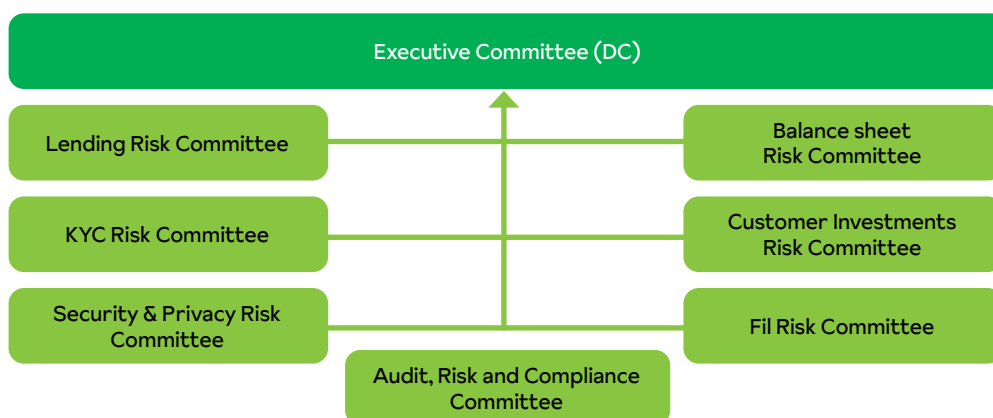 Executive Committee (DC)
Lending Risk Committee
Balance sheet
Risk Committee
KYC Risk Committee
Customer Investments
Risk Committee
Security & Privacy Risk
Committee
Fil Risk Committee
Audit, Risk and Compliance
Committee